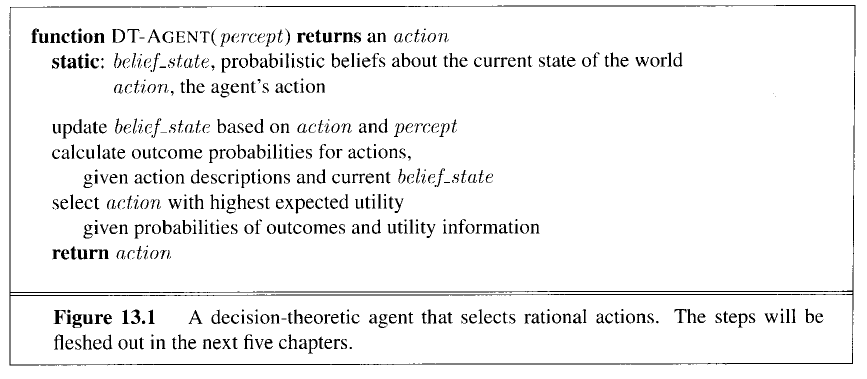 function DT-AGENT(percept) returns an action
static: belief_state, probabilistic beliefs about the current state of the world
action, the agent's action
update belief_state based on action and percept
calculate outcome probabilities for actions,
given action descriptions and current belief_state
select action with highest expected utility
given probabilities of outcomes and utility information
return action
Figure 13.1 A decision-theoretic agent that selects rational actions. The steps will be
fleshed out in the next five chapters.